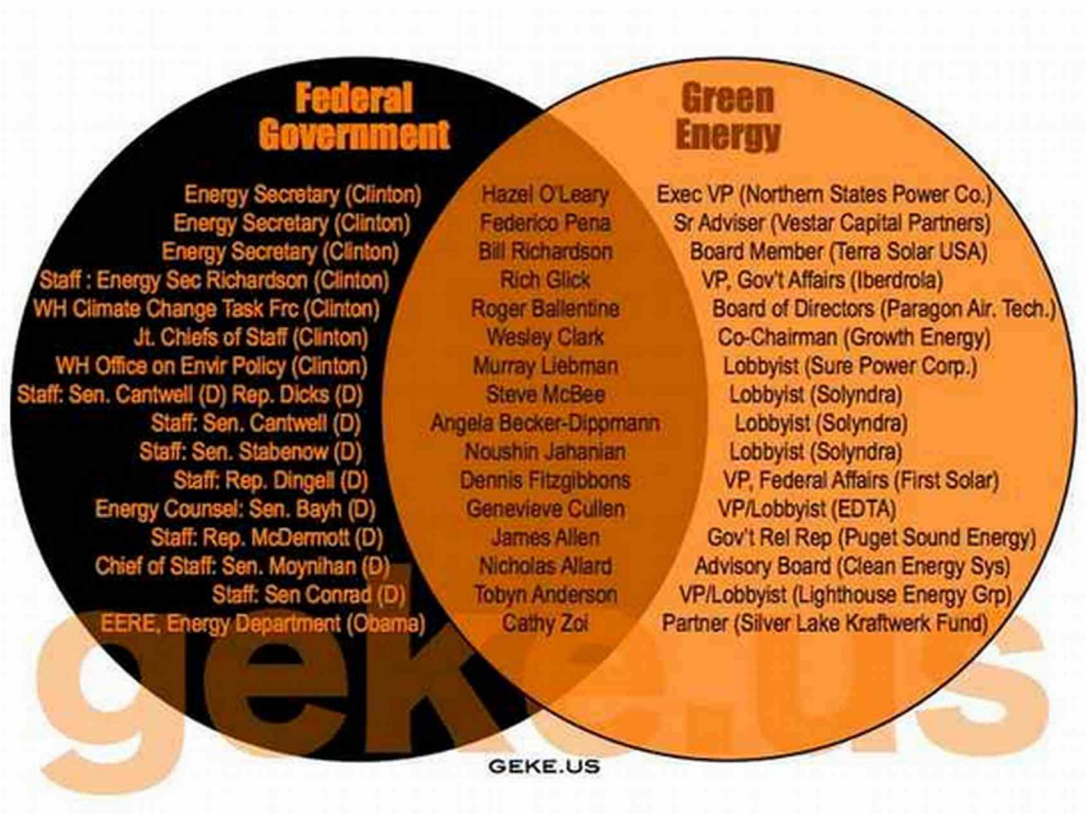 Federal
Government
Green
Energy
Energy Secretary (Clinton) Hazel O'Leary Exec VP (Northern States Power Co.)
Energy Secretary (Clinton) Federico Pena Sr Adviser (Vestar Capital Partners)
Energy Secretary (Clinton) Bill Richardson Board Member (Terra Solar USA)
Staff : Energy Sec Richardson (Clinton) Rich Glick VP, Gov't Affairs (Iberdrola)
WH Climate Change Task Frc (Clinton) Roger Ballentine Board of Directors (Paragon Air. Tech.)
Jt. Chiefs of Staff (Clinton) Wesley Clark Co-Chairman (Growth Energy)
WH Office on Envir Policy (Clinton) Murray Liebman Lobbyist (Sure Power Corp.)
Staff: Sen. Cantwell (D) Rep. Dicks (D) Steve McBee Lobbyist (Solyndra)
Staff: Sen. Cantwell (D) Angela Becker-Dippmann Lobbyist (Solyndra)
Staff: Sen. Stabenow (D) Noushin Jahanian Lobbyist (Solyndra)
Staff: Rep. Dingell (D) Dennis Fitzgibbons VP, Federal Affairs (First Solar)
Energy Counsel: Sen. Bayh (D) Genevieve Cullen VP/Lobbyist (EDTA)
Staff: Rep. McDermott (D) James Allen Gov't Rel Rep (Puget Sound Energy)
Chief of Staff: Sen. Moynihan (D) Nicholas Allard Advisory Board (Clean Energy Sys)
Staff: Sen Conrad (D) Tobyn Anderson VP/Lobbyist (Lighthouse Energy Grp)
EERE, Energy Department (Obama) Cathy Zoi Partner (Silver Lake Kraftwerk Fund)
geke.us
GEKE.US